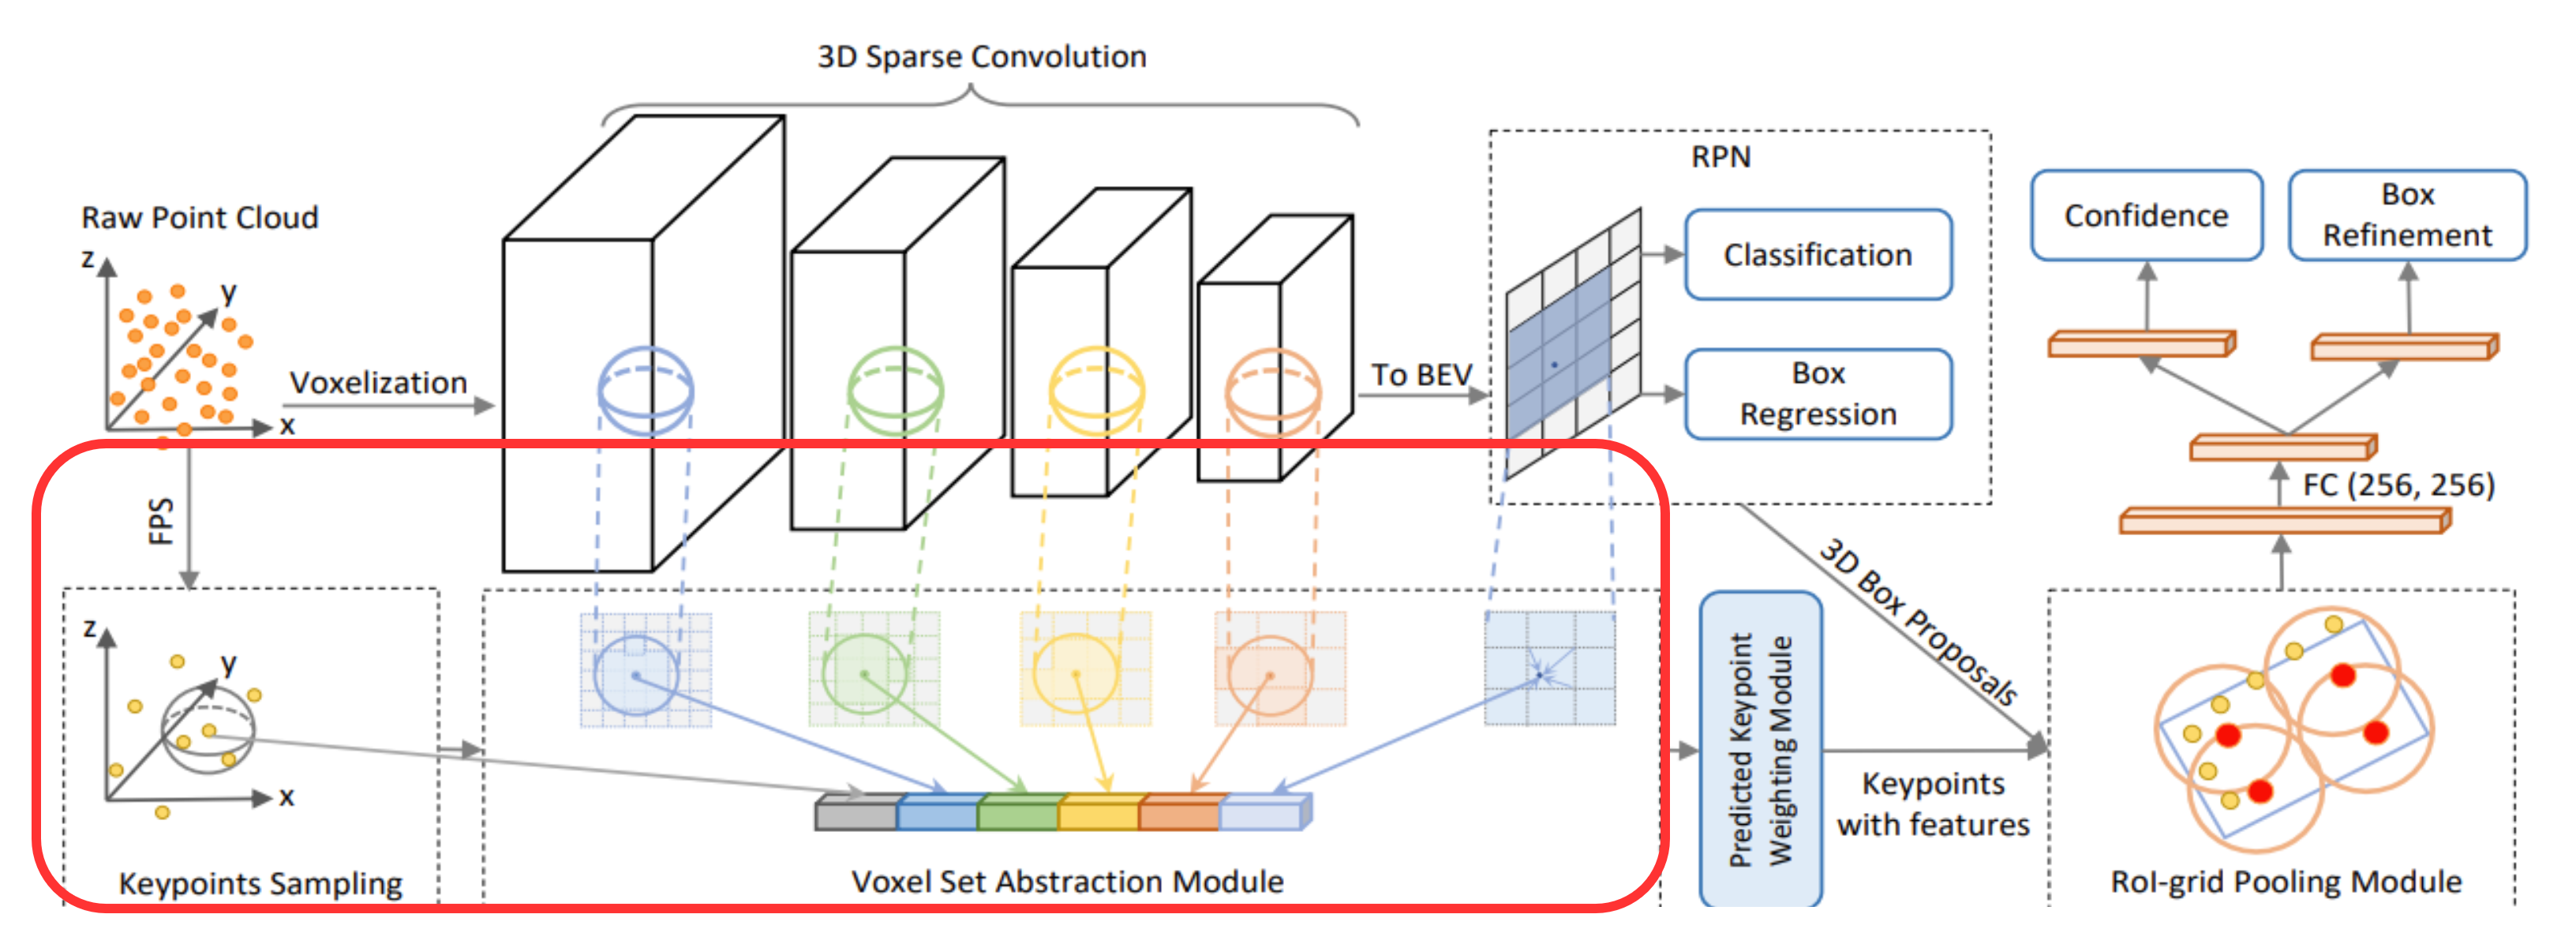 3D Sparse Convolution
Raw Point Cloud
z
y
x
Voxelization
To BEV
RPN
Classification
Box
Regression
Confidence
Box
Refinement
FC (256, 256)
FPS
z
y
x
Keypoints Sampling
Voxel Set Abstraction Module
Predicted Keypoint
Weighting Module
3D Box Proposals
Keypoints
with features
RoI-grid Pooling Module